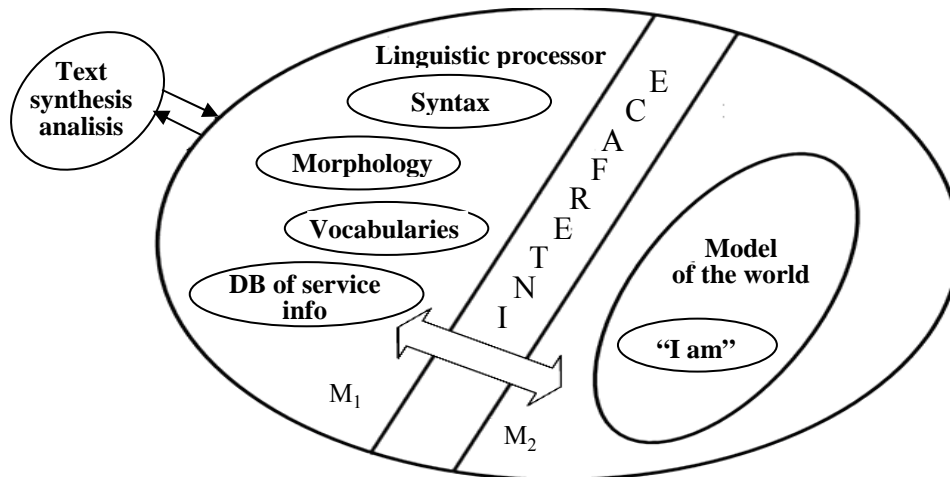 Text
synthesis
analisis
Linguistic processor
Syntax
Morphology
Vocabularies
DB of service
info
INTERFACE
Model
of the world
“I am”
M₁
M₂